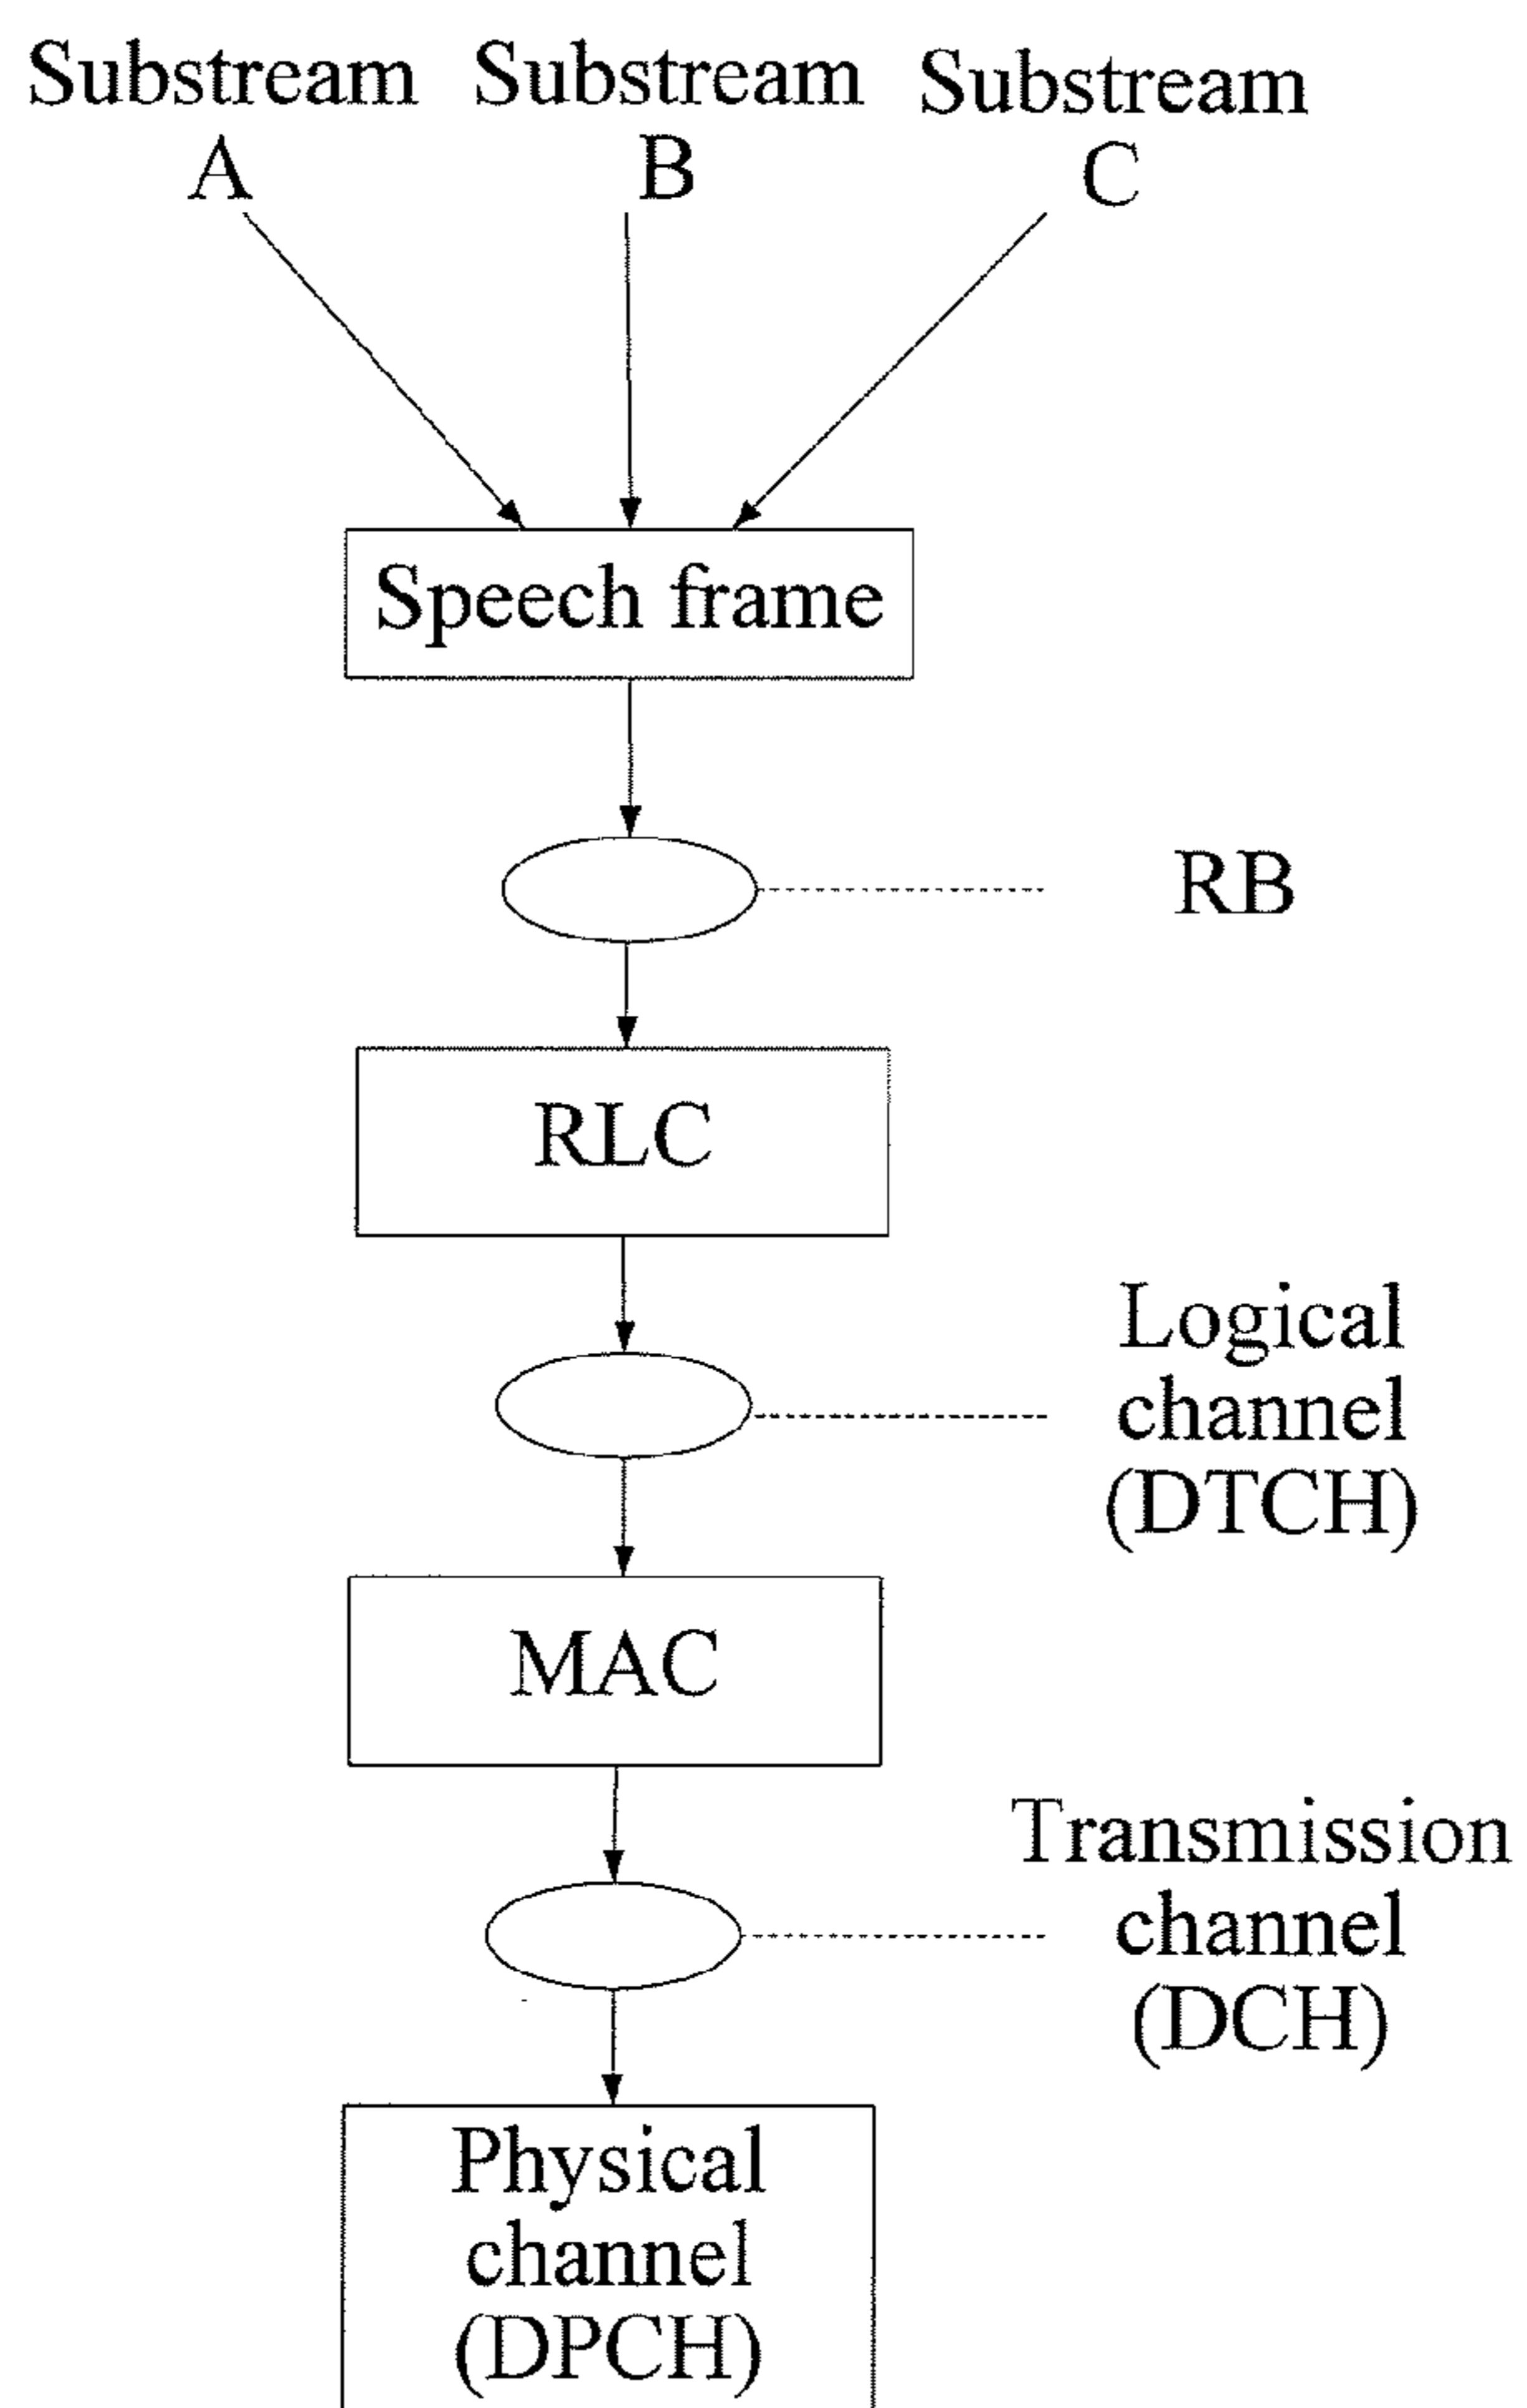 Substream Substream Substream
A B C
Speech frame
RB
RLC
Logical
channel
(DTCH)
MAC
Transmission
channel
(DCH)
Physical
channel
(DPCH)